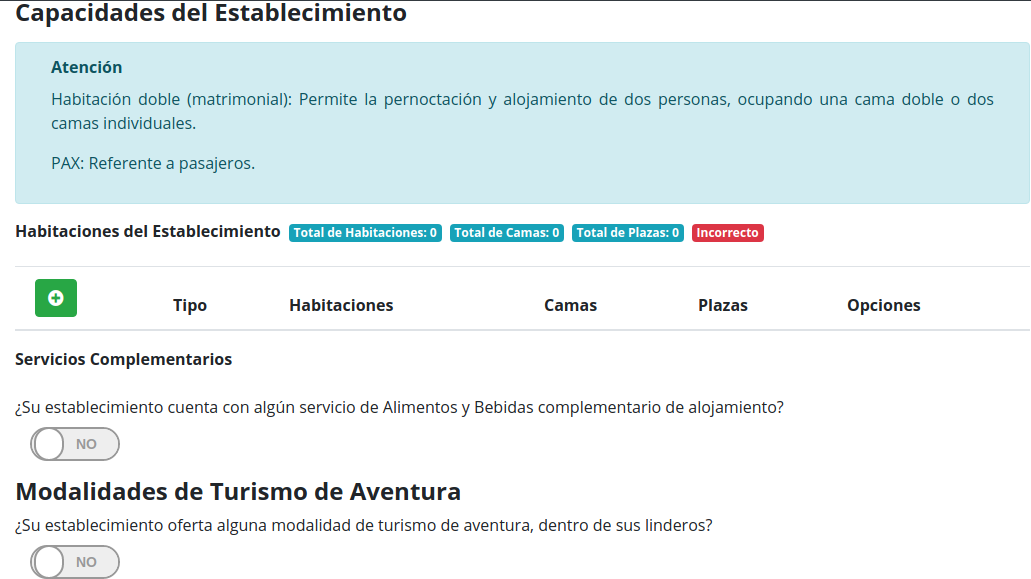 Capacidades del Establecimiento
Atención
Habitación doble (matrimonial): Permite la pernoctación y alojamiento de dos personas, ocupando una cama doble o dos
camas individuales.
PAX: Referente a pasajeros.
Habitaciones del Establecimiento Total de Habitaciones: 0 Total de Camas: 0 Total de Plazas: 0 Incorrecto
Tipo Habitaciones Camas Plazas Opciones
Servicios Complementarios
¿Su establecimiento cuenta con algún servicio de Alimentos y Bebidas complementario de alojamiento?
NO
Modalidades de Turismo de Aventura
¿Su establecimiento oferta alguna modalidad de turismo de aventura, dentro de sus linderos?
NO